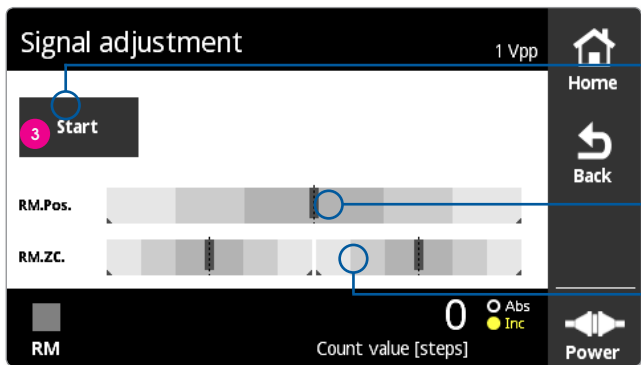 Signal adjustment
1 Vpp
Home
3 Start
Back
RM.Pos.
RM.ZC.
0
Abs
Inc
RM
Count value [steps]
Power